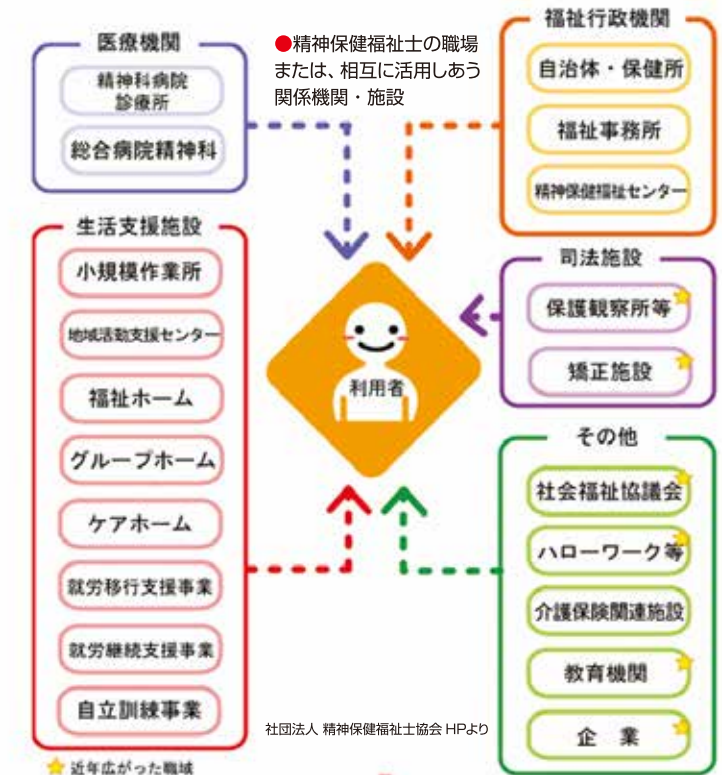 ●精神保健福祉士の職場
または、相互に活用しあう
関係機関・施設
医療機関
精神科病院
診療所
総合病院精神科
生活支援施設
小規模作業所
地域活動支援センター
福祉ホーム
グループホーム
ケアホーム
就労移行支援事業
就労継続支援事業
自立訓練事業
利用者
福祉行政機関
自治体・保健所
福祉事務所
精神保健福祉センター
司法施設
保護観察所等
矯正施設
その他
社会福祉協議会
ハローワーク等
介護保険関連施設
教育機関
企　業
社団法人 精神保健福祉士協会 HPより
近年広がった職域